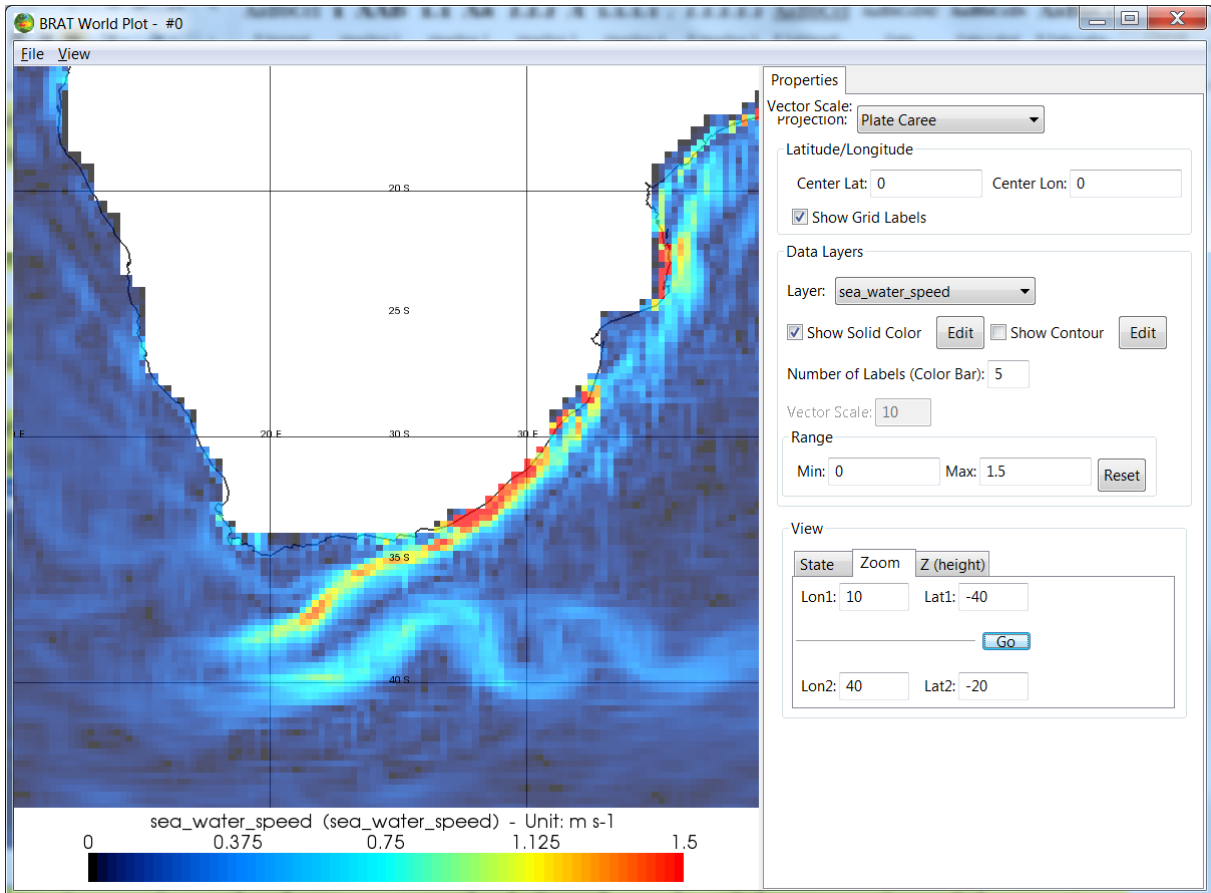 BRAT World Plot - #0
File View
Properties
Vector Scale:
Projection: Plate Caree
Latitude/Longitude
Center Lat: 0 Center Lon: 0
Show Grid Labels
Data Layers
Layer: sea_water_speed
Show Solid Color Edit Show Contour Edit
Number of Labels (Color Bar): 5
Vector Scale: 10
Range
Min: 0 Max: 1.5 Reset
View
State Zoom Z (height)
Lon1: 10 Lat1: -40
Go
Lon2: 40 Lat2: -20
20 S
25 S
E 20 E 30 S 30 E
35 S
40 S
sea_water_speed (sea_water_speed) - Unit: m s-1
0 0.375 0.75 1.125 1.5